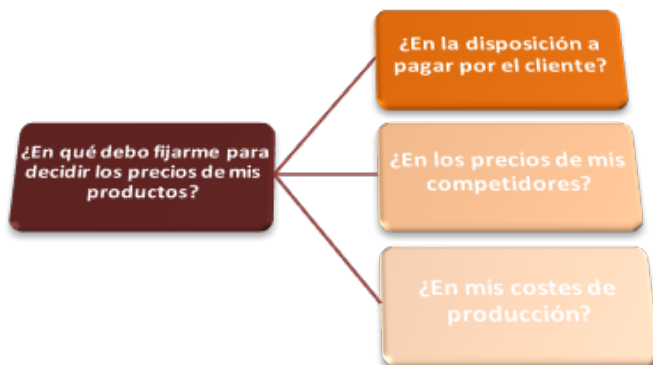 ¿En la disposición a
pagar por el cliente?
¿En qué debo fijarme para
decidir los precios de mis
productos?
¿En los precios de mis
competidores?
¿En mis costes de
producción?